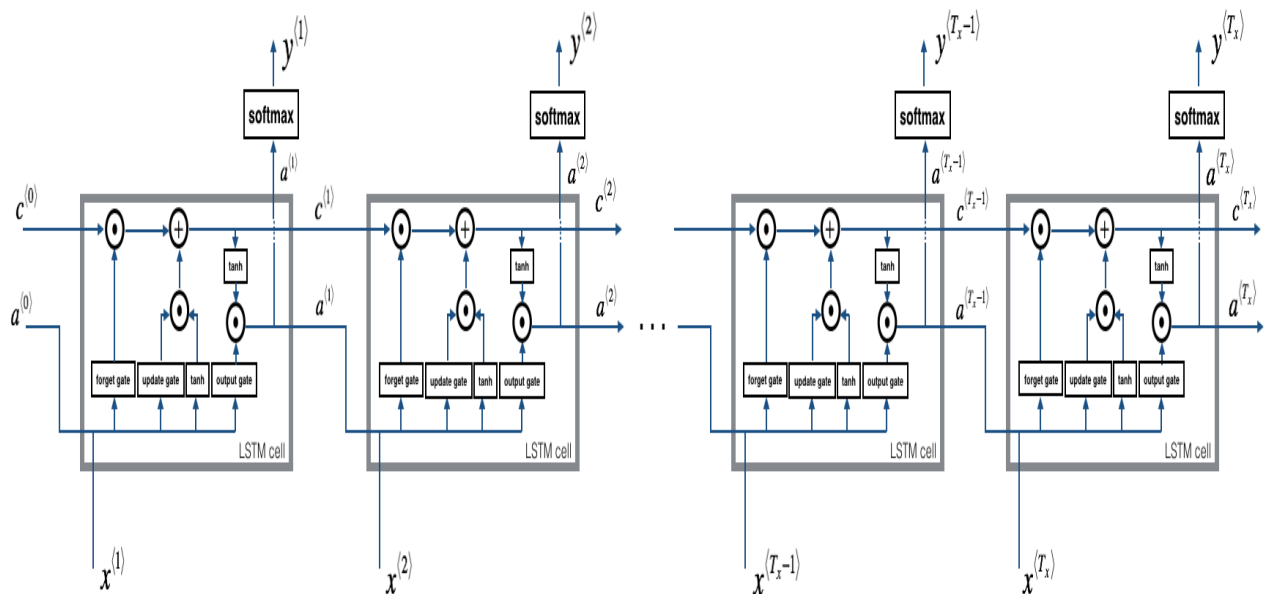 y⟨1⟩ y⟨2⟩ y⟨Tx−1⟩ y⟨Tx⟩
softmax softmax softmax softmax
a⟨1⟩ a⟨2⟩ a⟨Tx−1⟩ a⟨Tx⟩
c⟨0⟩ c⟨1⟩ c⟨2⟩ c⟨Tx−1⟩ c⟨Tx⟩
+ + + +
tanh tanh tanh tanh
a⟨0⟩ a⟨1⟩ a⟨2⟩ ... a⟨Tx−1⟩ a⟨Tx⟩
forget gate update gate tanh output gate forget gate update gate tanh output gate forget gate update gate tanh output gate forget gate update gate tanh output gate
LSTM cell LSTM cell LSTM cell LSTM cell
x⟨1⟩ x⟨2⟩ x⟨Tx−1⟩ x⟨Tx⟩